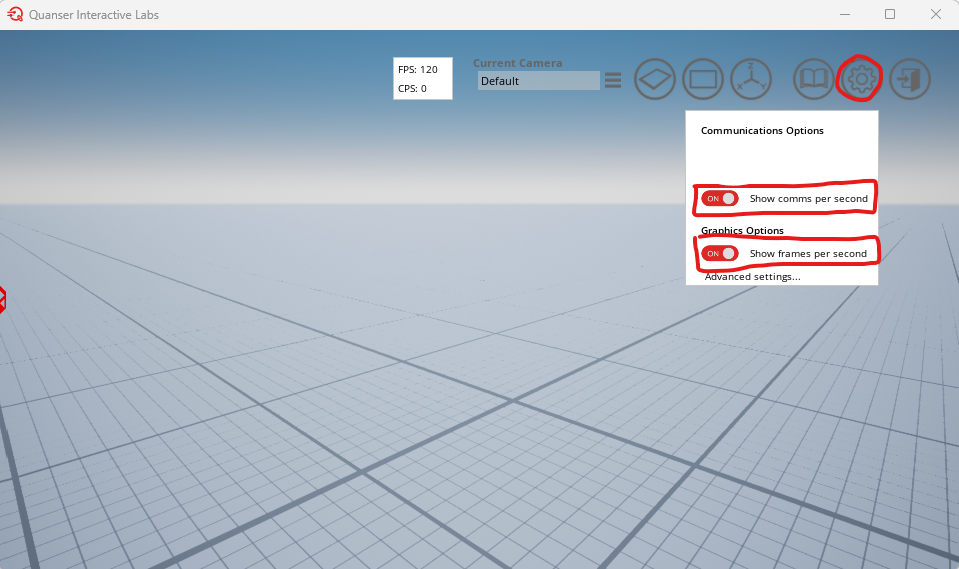 Quanser Interactive Labs
FPS: 120
CPS: 0
Current Camera
Default
Z
X
Y
Communications Options
ON Show comms per second
Graphics Options
ON Show frames per second
Advanced settings...